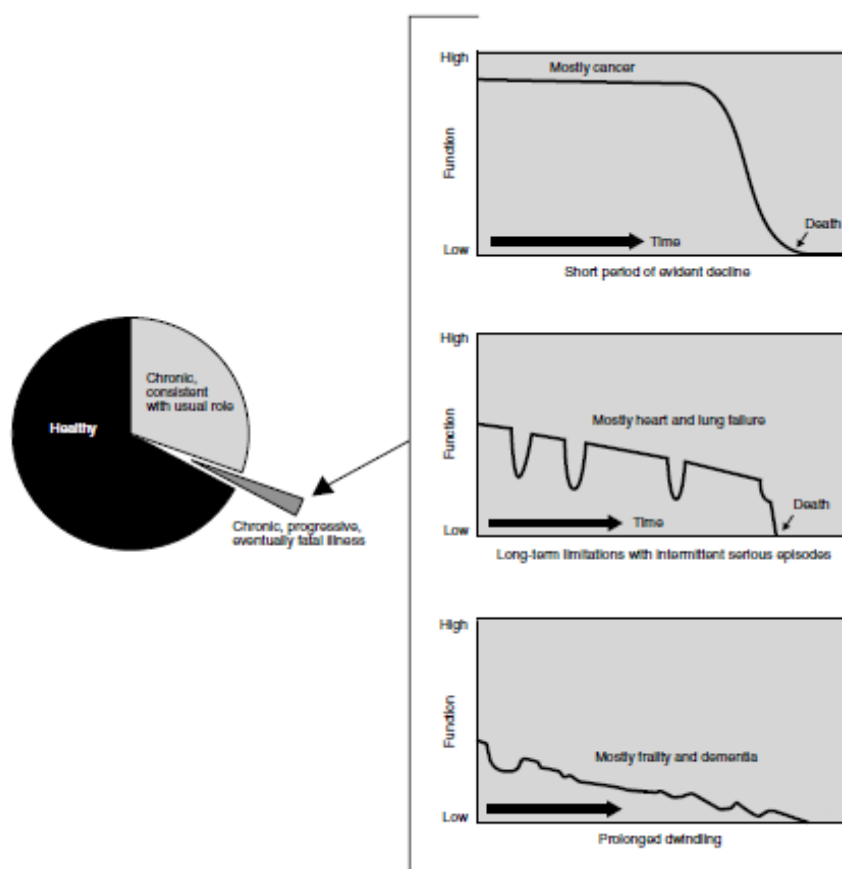 Healthy
Chronic,
consistent
with usual role
Chronic, progressive,
eventually fatal illness
High
Mostly cancer
Function
Death
Low
Time
Short period of evident decline
High
Mostly heart and lung failure
Function
Death
Low
Time
Long-term limitations with intermittent serious episodes
High
Function
Mostly frailty and dementia
Low
Prolonged dwindling